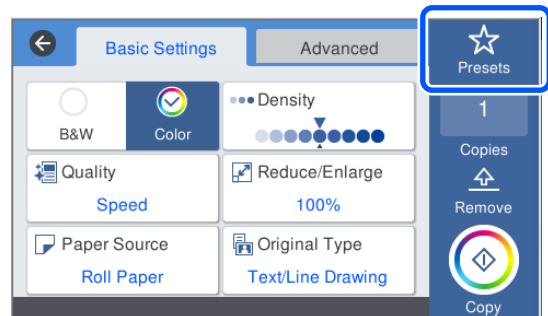 Basic Settings
Advanced
Presets
B&W
Color
Density
1
Copies
Quality
Speed
Reduce/Enlarge
100%
Remove
Paper Source
Roll Paper
Original Type
Text/Line Drawing
Copy